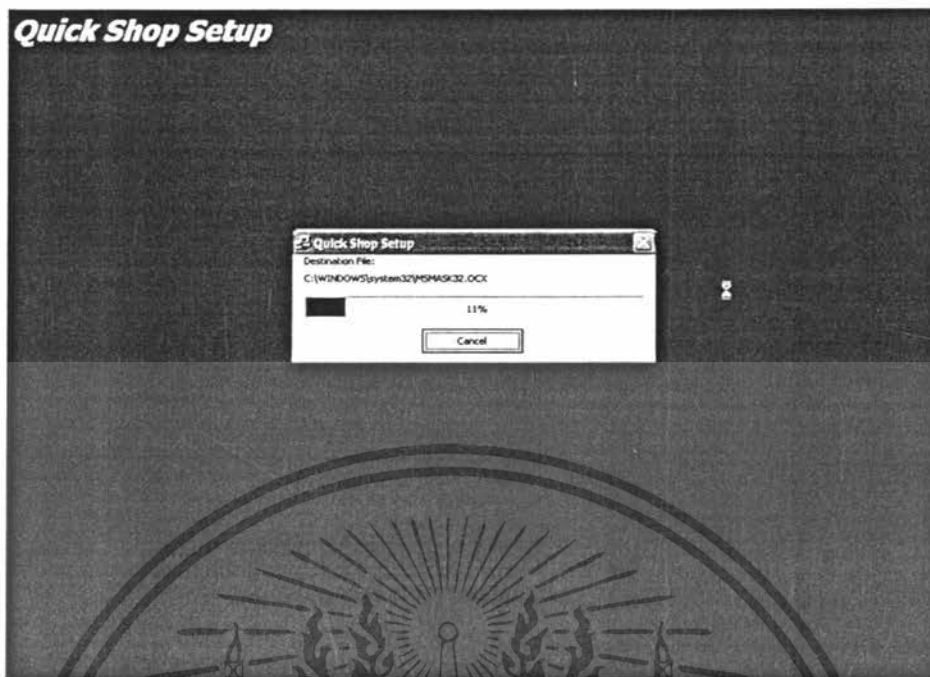 Quick Shop Setup
Quick Shop Setup
Destination File:
C:\WINDOWS\system32\MSMASK32.OCX
11%
Cancel